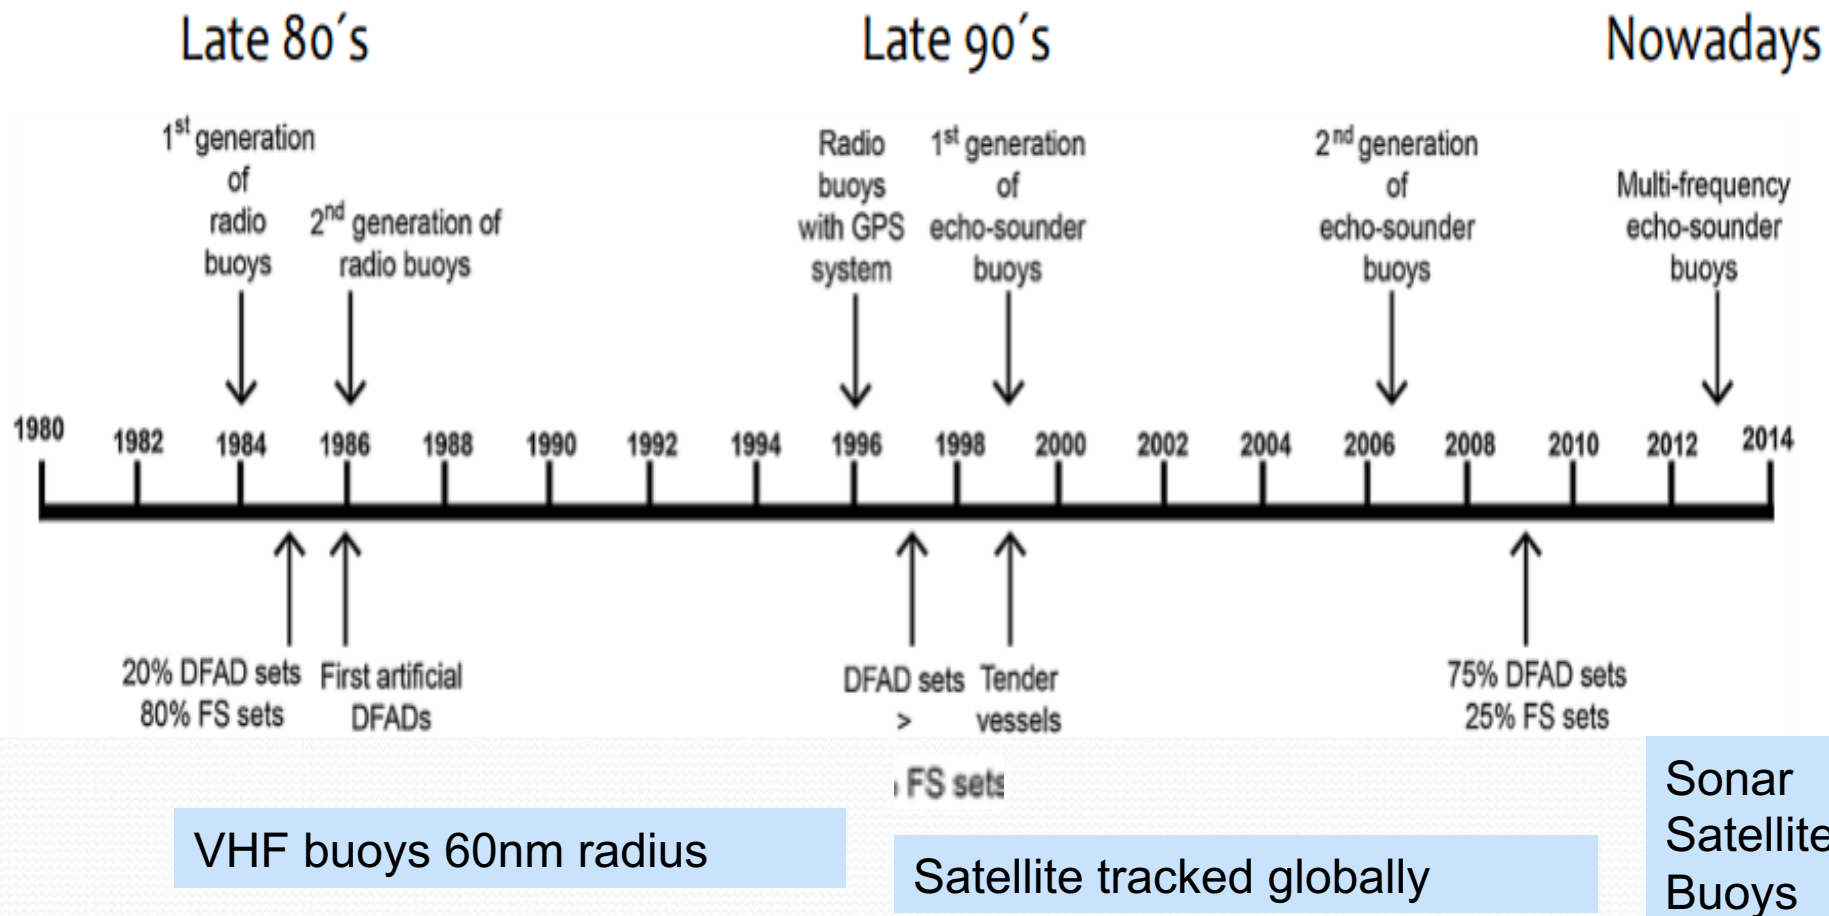 Late 80´s
Late 90´s
Nowadays
1st generation
of
radio
buoys
2nd generation of
radio buoys
Radio
buoys
with GPS
system
1st generation
of
echo-sounder
buoys
2nd generation
of
echo-sounder
buoys
Multi-frequency
echo-sounder
buoys
1980 1982 1984 1986 1988 1990 1992 1994 1996 1998 2000 2002 2004 2006 2008 2010 2012 2014
20% DFAD sets
80% FS sets
First artificial
DFADs
DFAD sets
>
FS sets
Tender
vessels
75% DFAD sets
25% FS sets
VHF buoys 60nm radius
Satellite tracked globally
Sonar
Satellite
Buoys